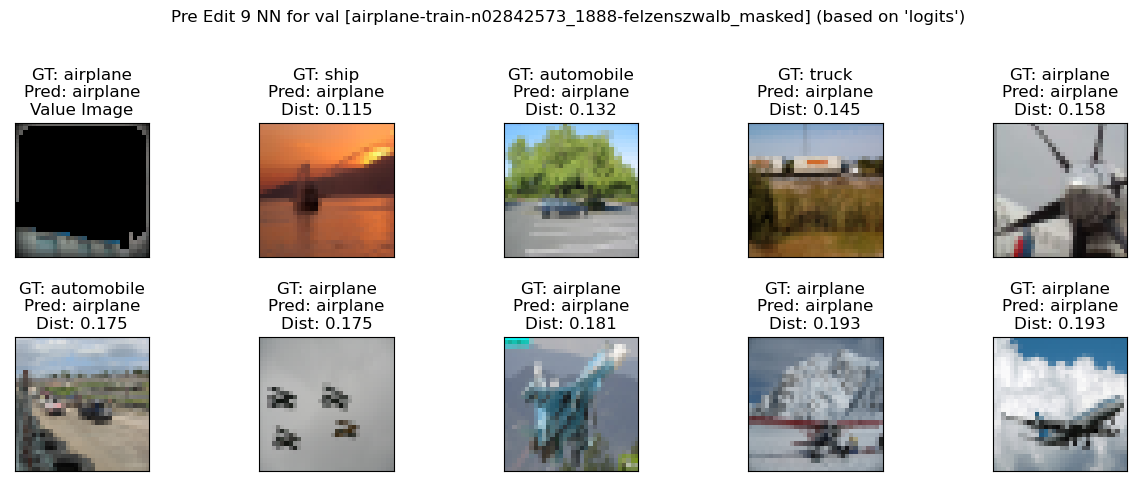 Pre Edit 9 NN for val [airplane-train-n02842573_1888-felzenszwalb_masked] (based on 'logits')
GT: airplane
Pred: airplane
Value Image
GT: ship
Pred: airplane
Dist: 0.115
GT: automobile
Pred: airplane
Dist: 0.132
GT: truck
Pred: airplane
Dist: 0.145
GT: airplane
Pred: airplane
Dist: 0.158
GT: automobile
Pred: airplane
Dist: 0.175
GT: airplane
Pred: airplane
Dist: 0.175
GT: airplane
Pred: airplane
Dist: 0.181
GT: airplane
Pred: airplane
Dist: 0.193
GT: airplane
Pred: airplane
Dist: 0.193